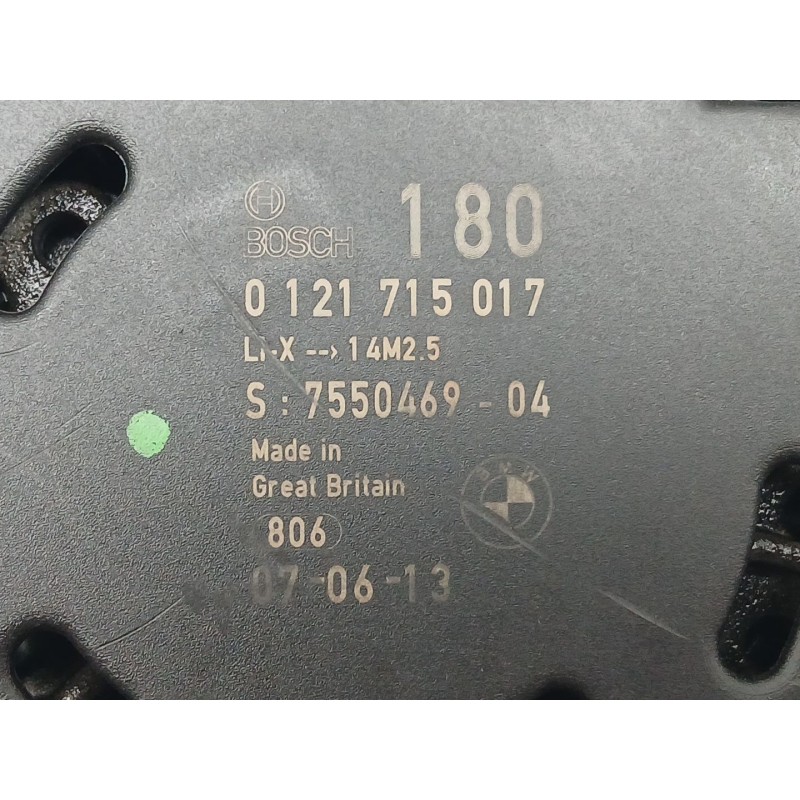 BOSCH 180
0 121 715 017
LI-X --> 14M2.5
S: 7550469 - 04
Made in
Great Britain
BMW
806
07-06-13